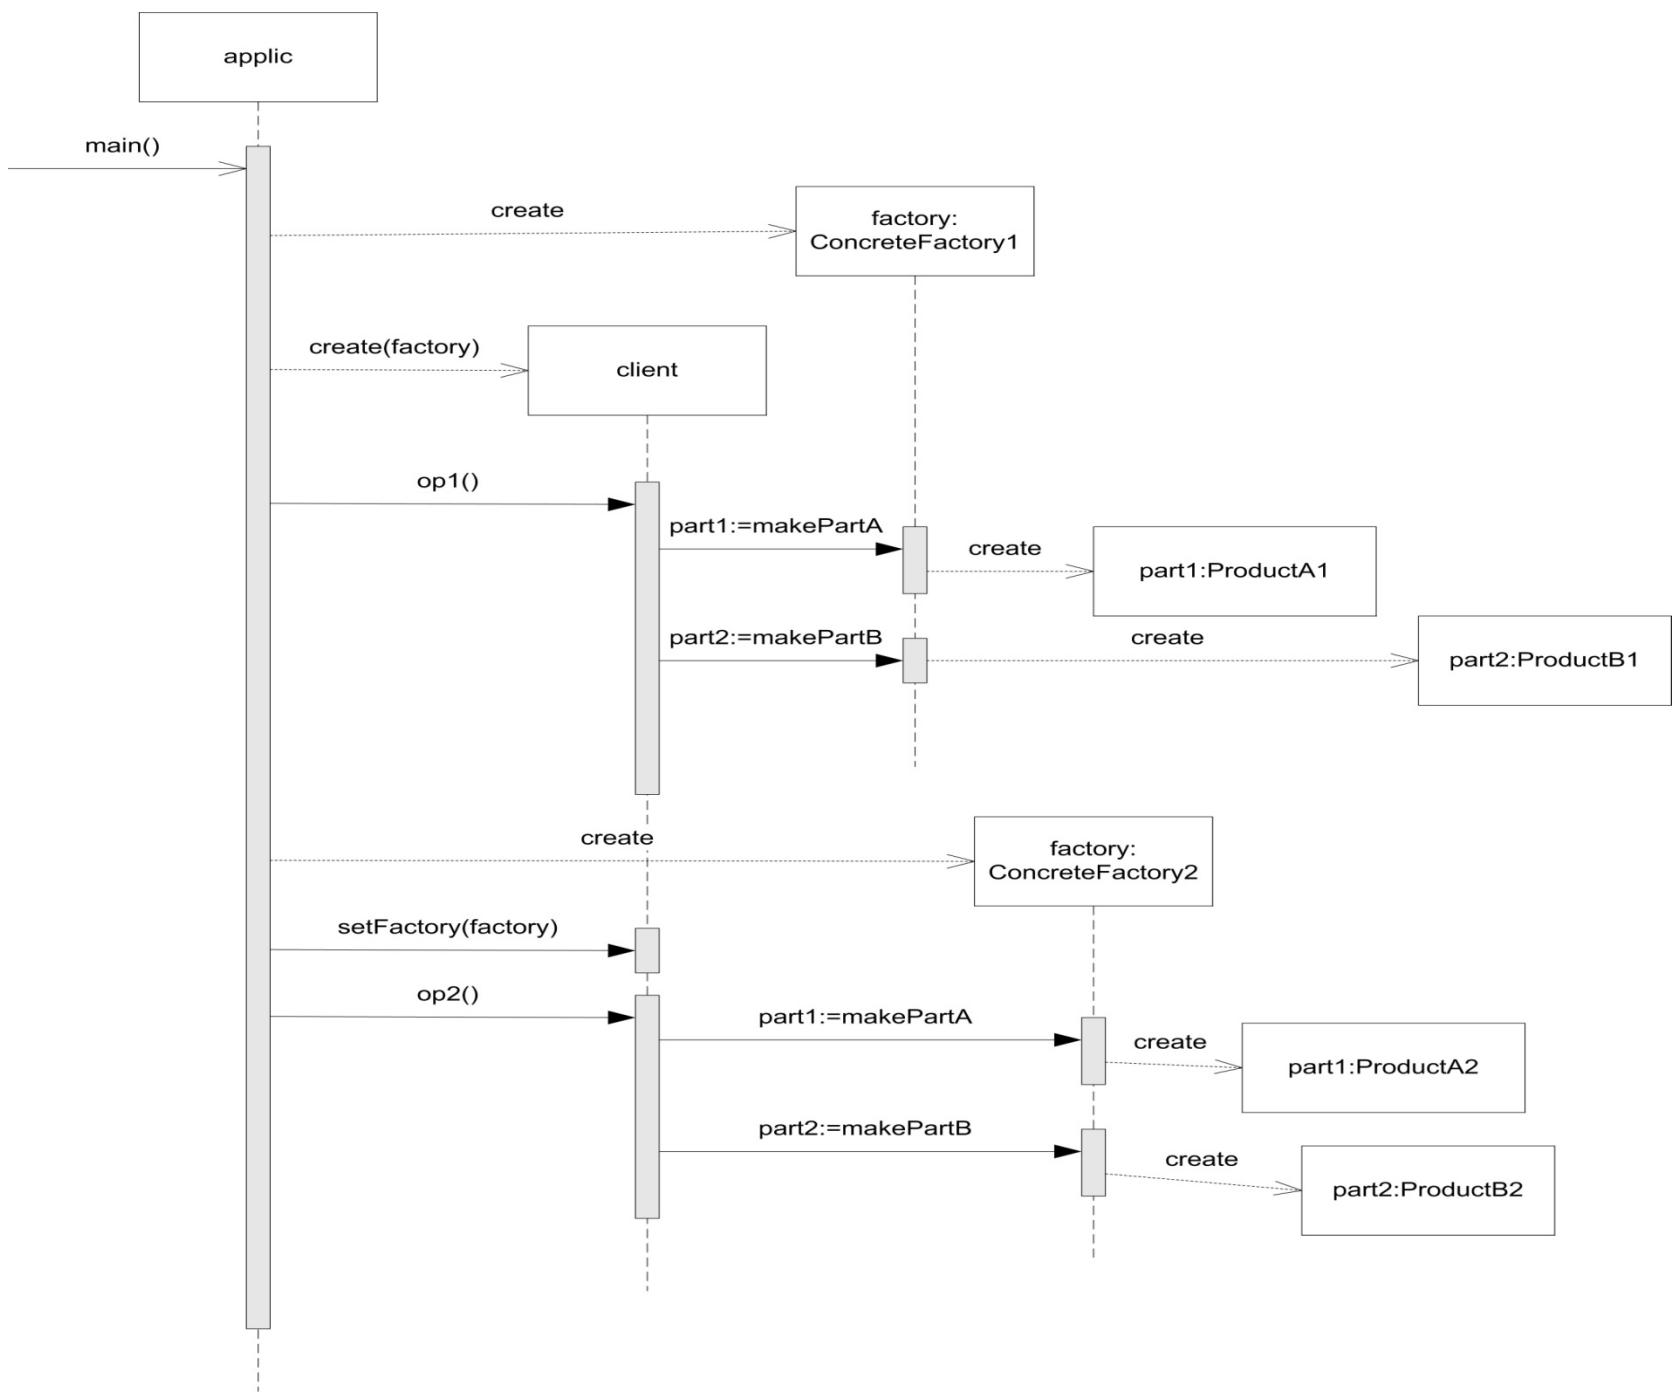 applic
main()
create
factory:
ConcreteFactory1
create(factory)
client
op1()
part1:=makePartA
create
part1:ProductA1
part2:=makePartB
create
part2:ProductB1
create
factory:
ConcreteFactory2
setFactory(factory)
op2()
part1:=makePartA
create
part1:ProductA2
part2:=makePartB
create
part2:ProductB2